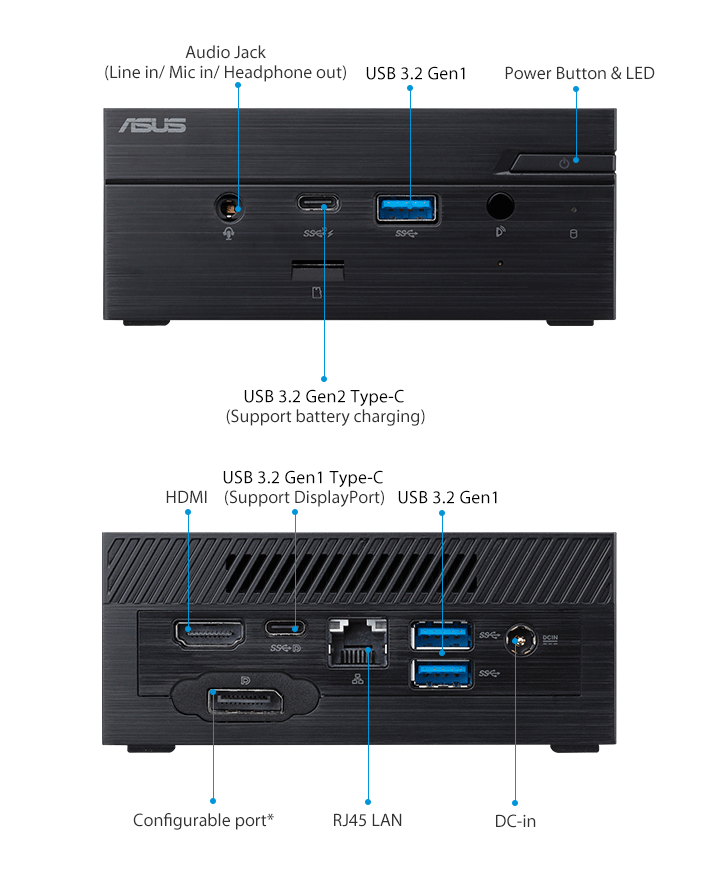 Audio Jack
(Line in/ Mic in/ Headphone out)
USB 3.2 Gen1
Power Button & LED
ASUS
USB 3.2 Gen2 Type-C
(Support battery charging)
USB 3.2 Gen1 Type-C
HDMI
(Support DisplayPort)
USB 3.2 Gen1
DC IN
Configurable port*
RJ45 LAN
DC-in